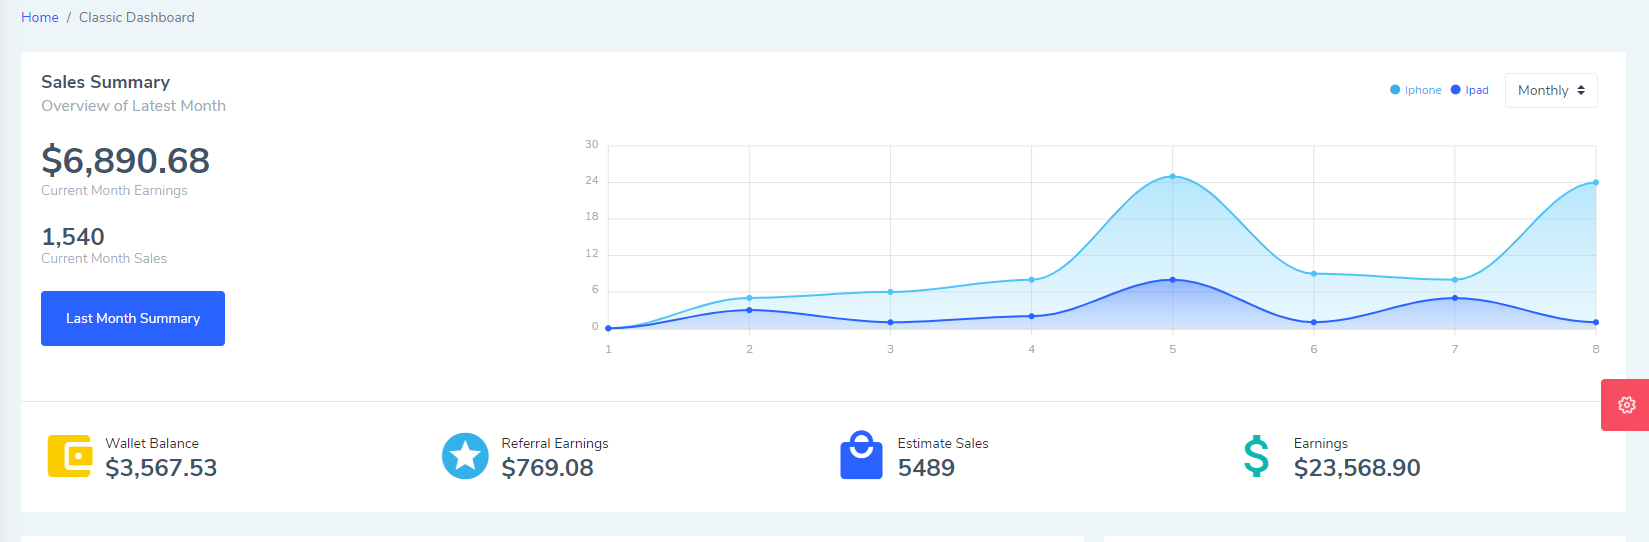 Home / Classic Dashboard
Sales Summary
Overview of Latest Month
Iphone Ipad Monthly
$6,890.68
Current Month Earnings
1,540
Current Month Sales
Last Month Summary
30
24
18
12
6
0
1 2 3 4 5 6 7 8
Wallet Balance
$3,567.53
Referral Earnings
$769.08
Estimate Sales
5489
Earnings
$23,568.90